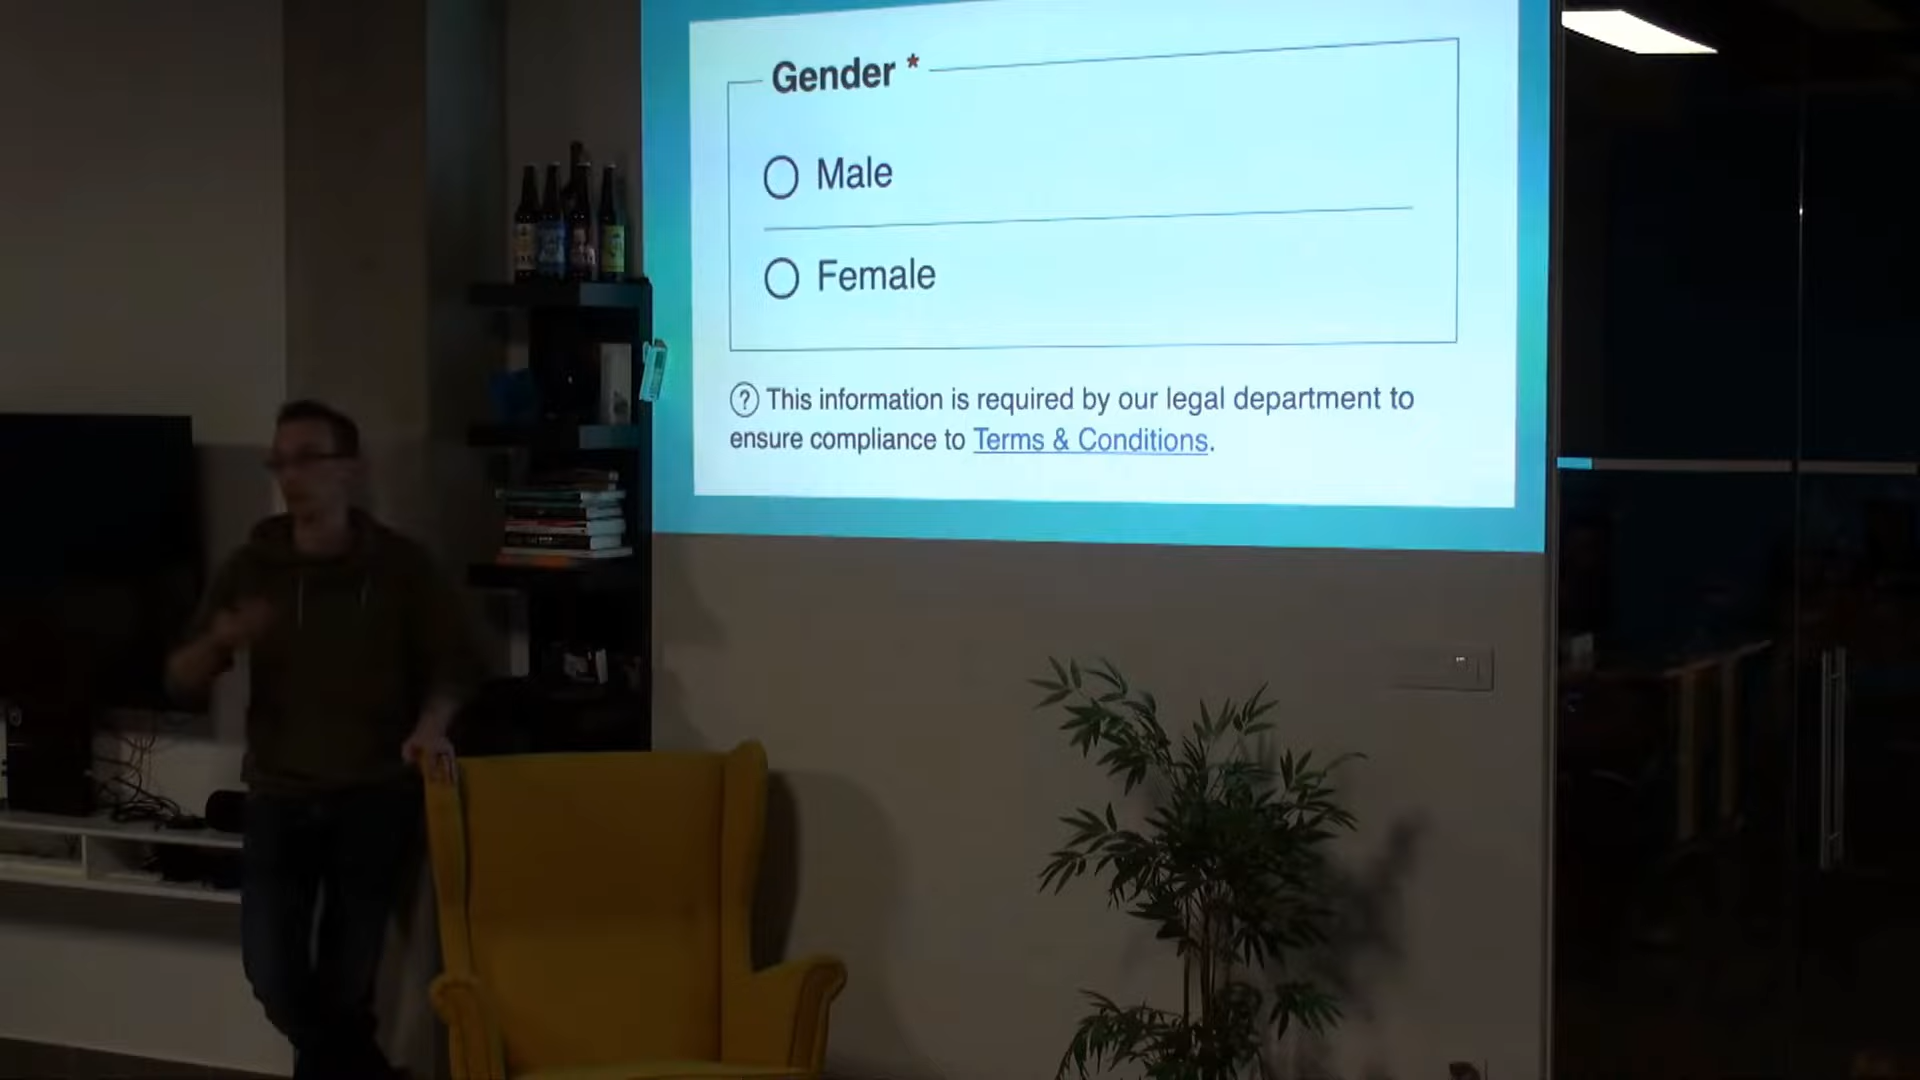 Gender *
Male
Female
? This information is required by our legal department to
ensure compliance to Terms & Conditions.